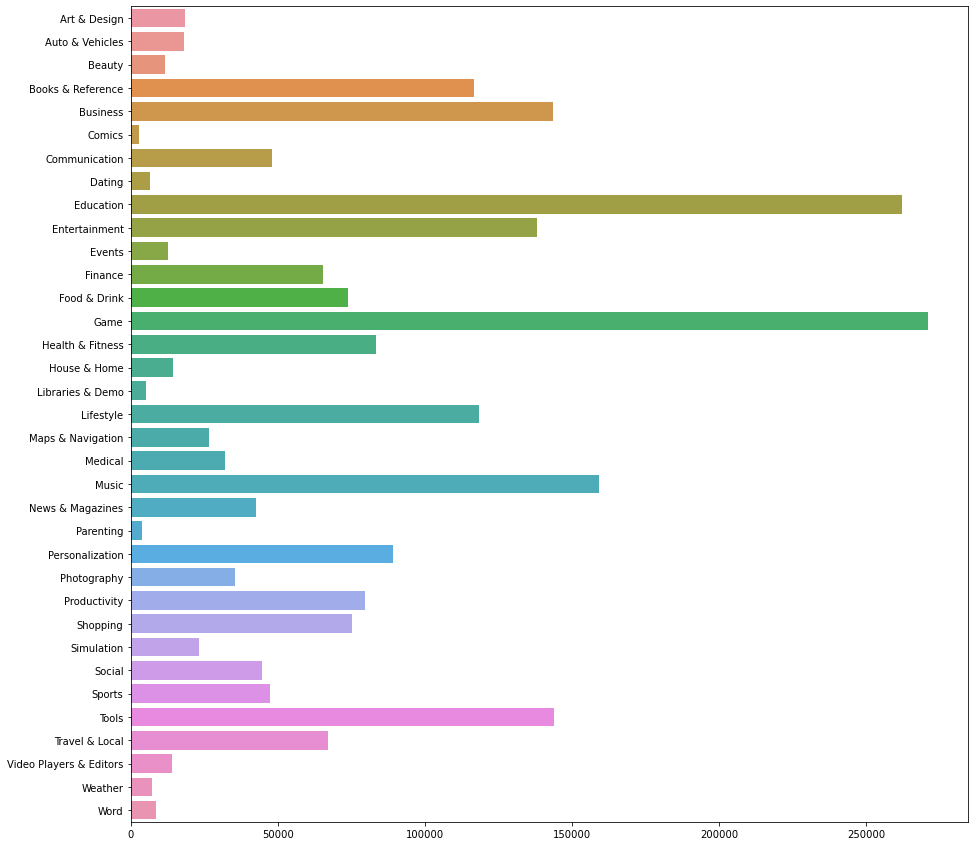 Art & Design
Auto & Vehicles
Beauty
Books & Reference
Business
Comics
Communication
Dating
Education
Entertainment
Events
Finance
Food & Drink
Game
Health & Fitness
House & Home
Libraries & Demo
Lifestyle
Maps & Navigation
Medical
Music
News & Magazines
Parenting
Personalization
Photography
Productivity
Shopping
Simulation
Social
Sports
Tools
Travel & Local
Video Players & Editors
Weather
Word
0 50000 100000 150000 200000 250000